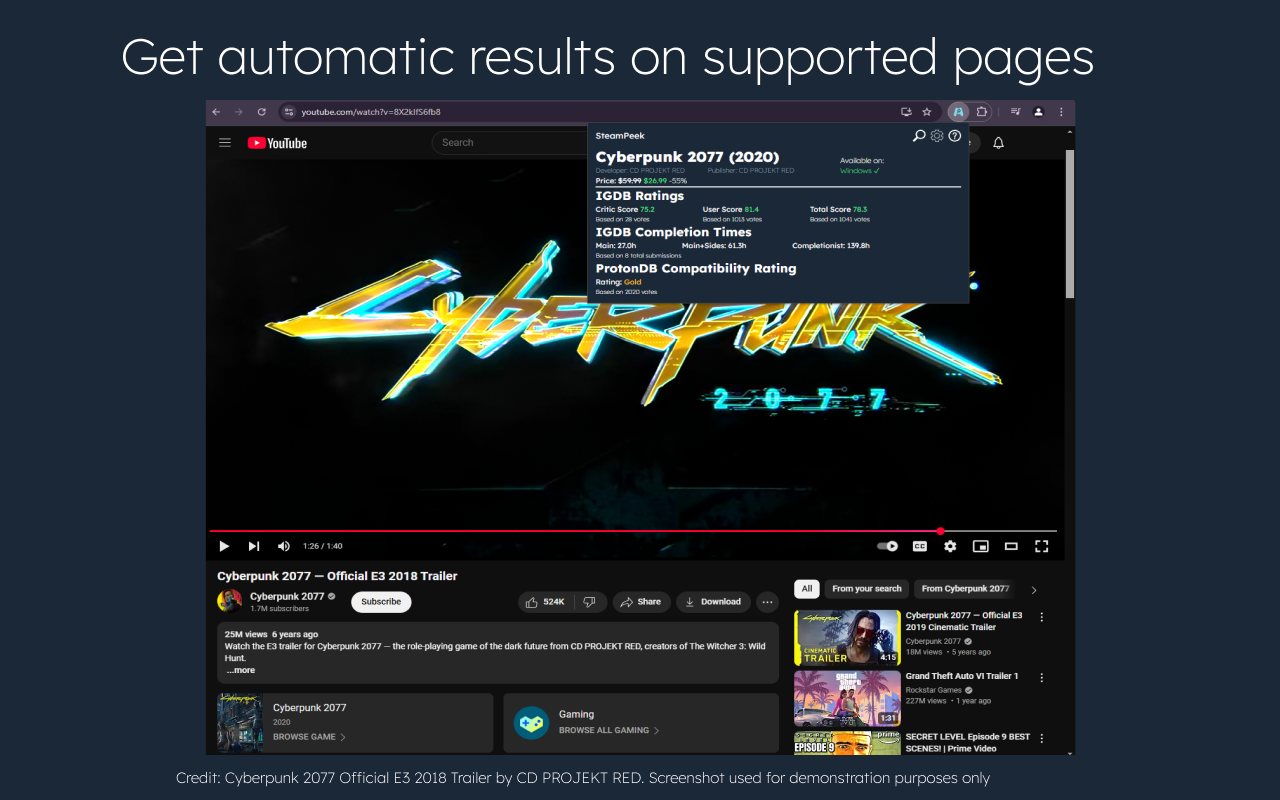 Get automatic results on supported pages
youtube.com/watch?v=8X2kIfS6fb8
YouTube
Search
SteamPeek
Cyberpunk 2077 (2020)
Developer: CD PROJEKT RED Publisher: CD PROJEKT RED
Available on:
Windows ✓
Price: $59.99 $26.99 -55%
IGDB Ratings
Critic Score 75.2 User Score 81.4 Total Score 78.3
Based on 28 votes Based on 1013 votes Based on 1041 votes
IGDB Completion Times
Main: 27.0h Main+Sides: 61.3h Completionist: 139.8h
Based on 8 total submissions
ProtonDB Compatibility Rating
Rating: Gold
Based on 2020 votes
CYBERPUNK
2077
1:26 / 1:40
CC
Cyberpunk 2077 — Official E3 2018 Trailer
Cyberpunk 2077
1.7M subscribers
Subscribe
524K
Share
Download
25M views 6 years ago
Watch the E3 trailer for Cyberpunk 2077 — the role-playing game of the dark future from CD PROJEKT RED, creators of The Witcher 3: Wild
Hunt.
...more
Cyberpunk 2077
2020
BROWSE GAME
Gaming
BROWSE ALL GAMING
All From your search From Cyberpunk 2077
CINEMATIC
TRAILER
4:15
Cyberpunk 2077 — Official E3
2019 Cinematic Trailer
Cyberpunk 2077
18M views • 5 years ago
grand
theft
auto
VI
1:31
Grand Theft Auto VI Trailer 1
Rockstar Games
227M views • 1 year ago
prime
EPISODE 9
SECRET LEVEL Episode 9 BEST
SCENES! | Prime Video
Credit: Cyberpunk 2077 Official E3 2018 Trailer by CD PROJEKT RED. Screenshot used for demonstration purposes only